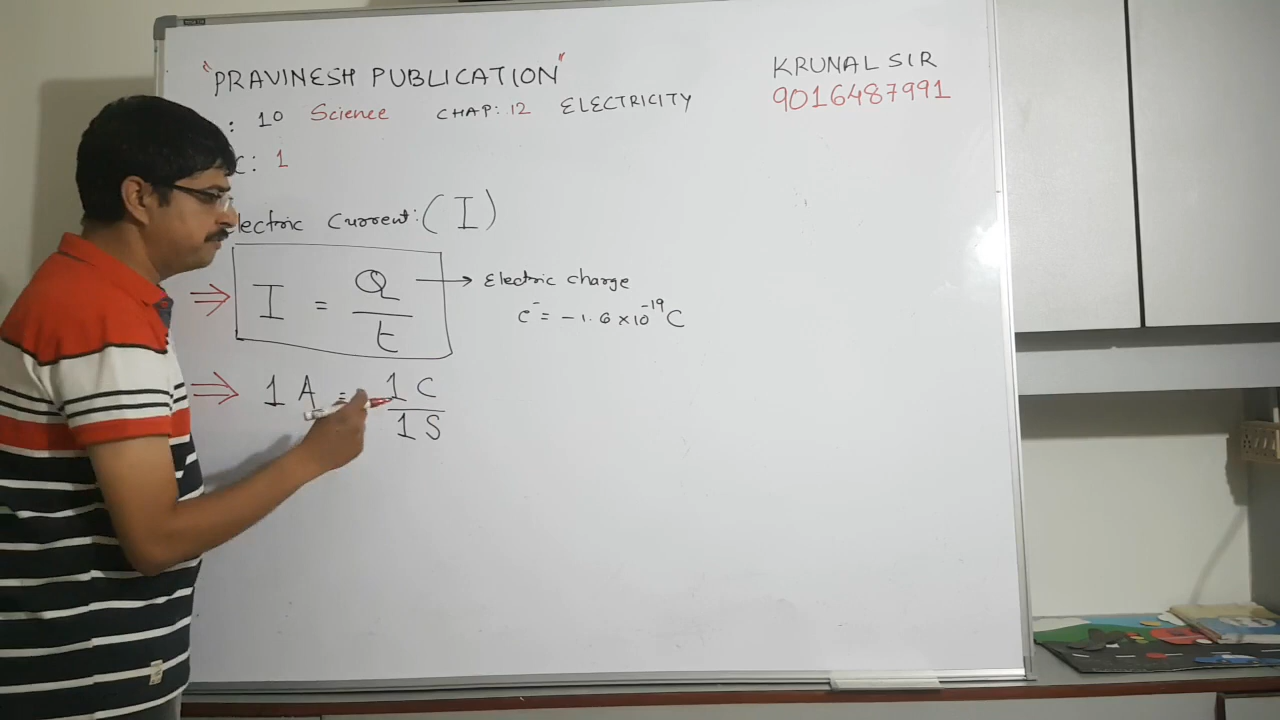 "PRAVINESH PUBLICATION"
KRUNAL SIR
9016487991
: 10 Science CHAP: 12 ELECTRICITY
C: 1
lectric Current: (I)
⇒ I = Q/t → Electric charge
e⁻ = -1.6 × 10⁻¹⁹ C
⇒ 1 A = 1 C / 1 S